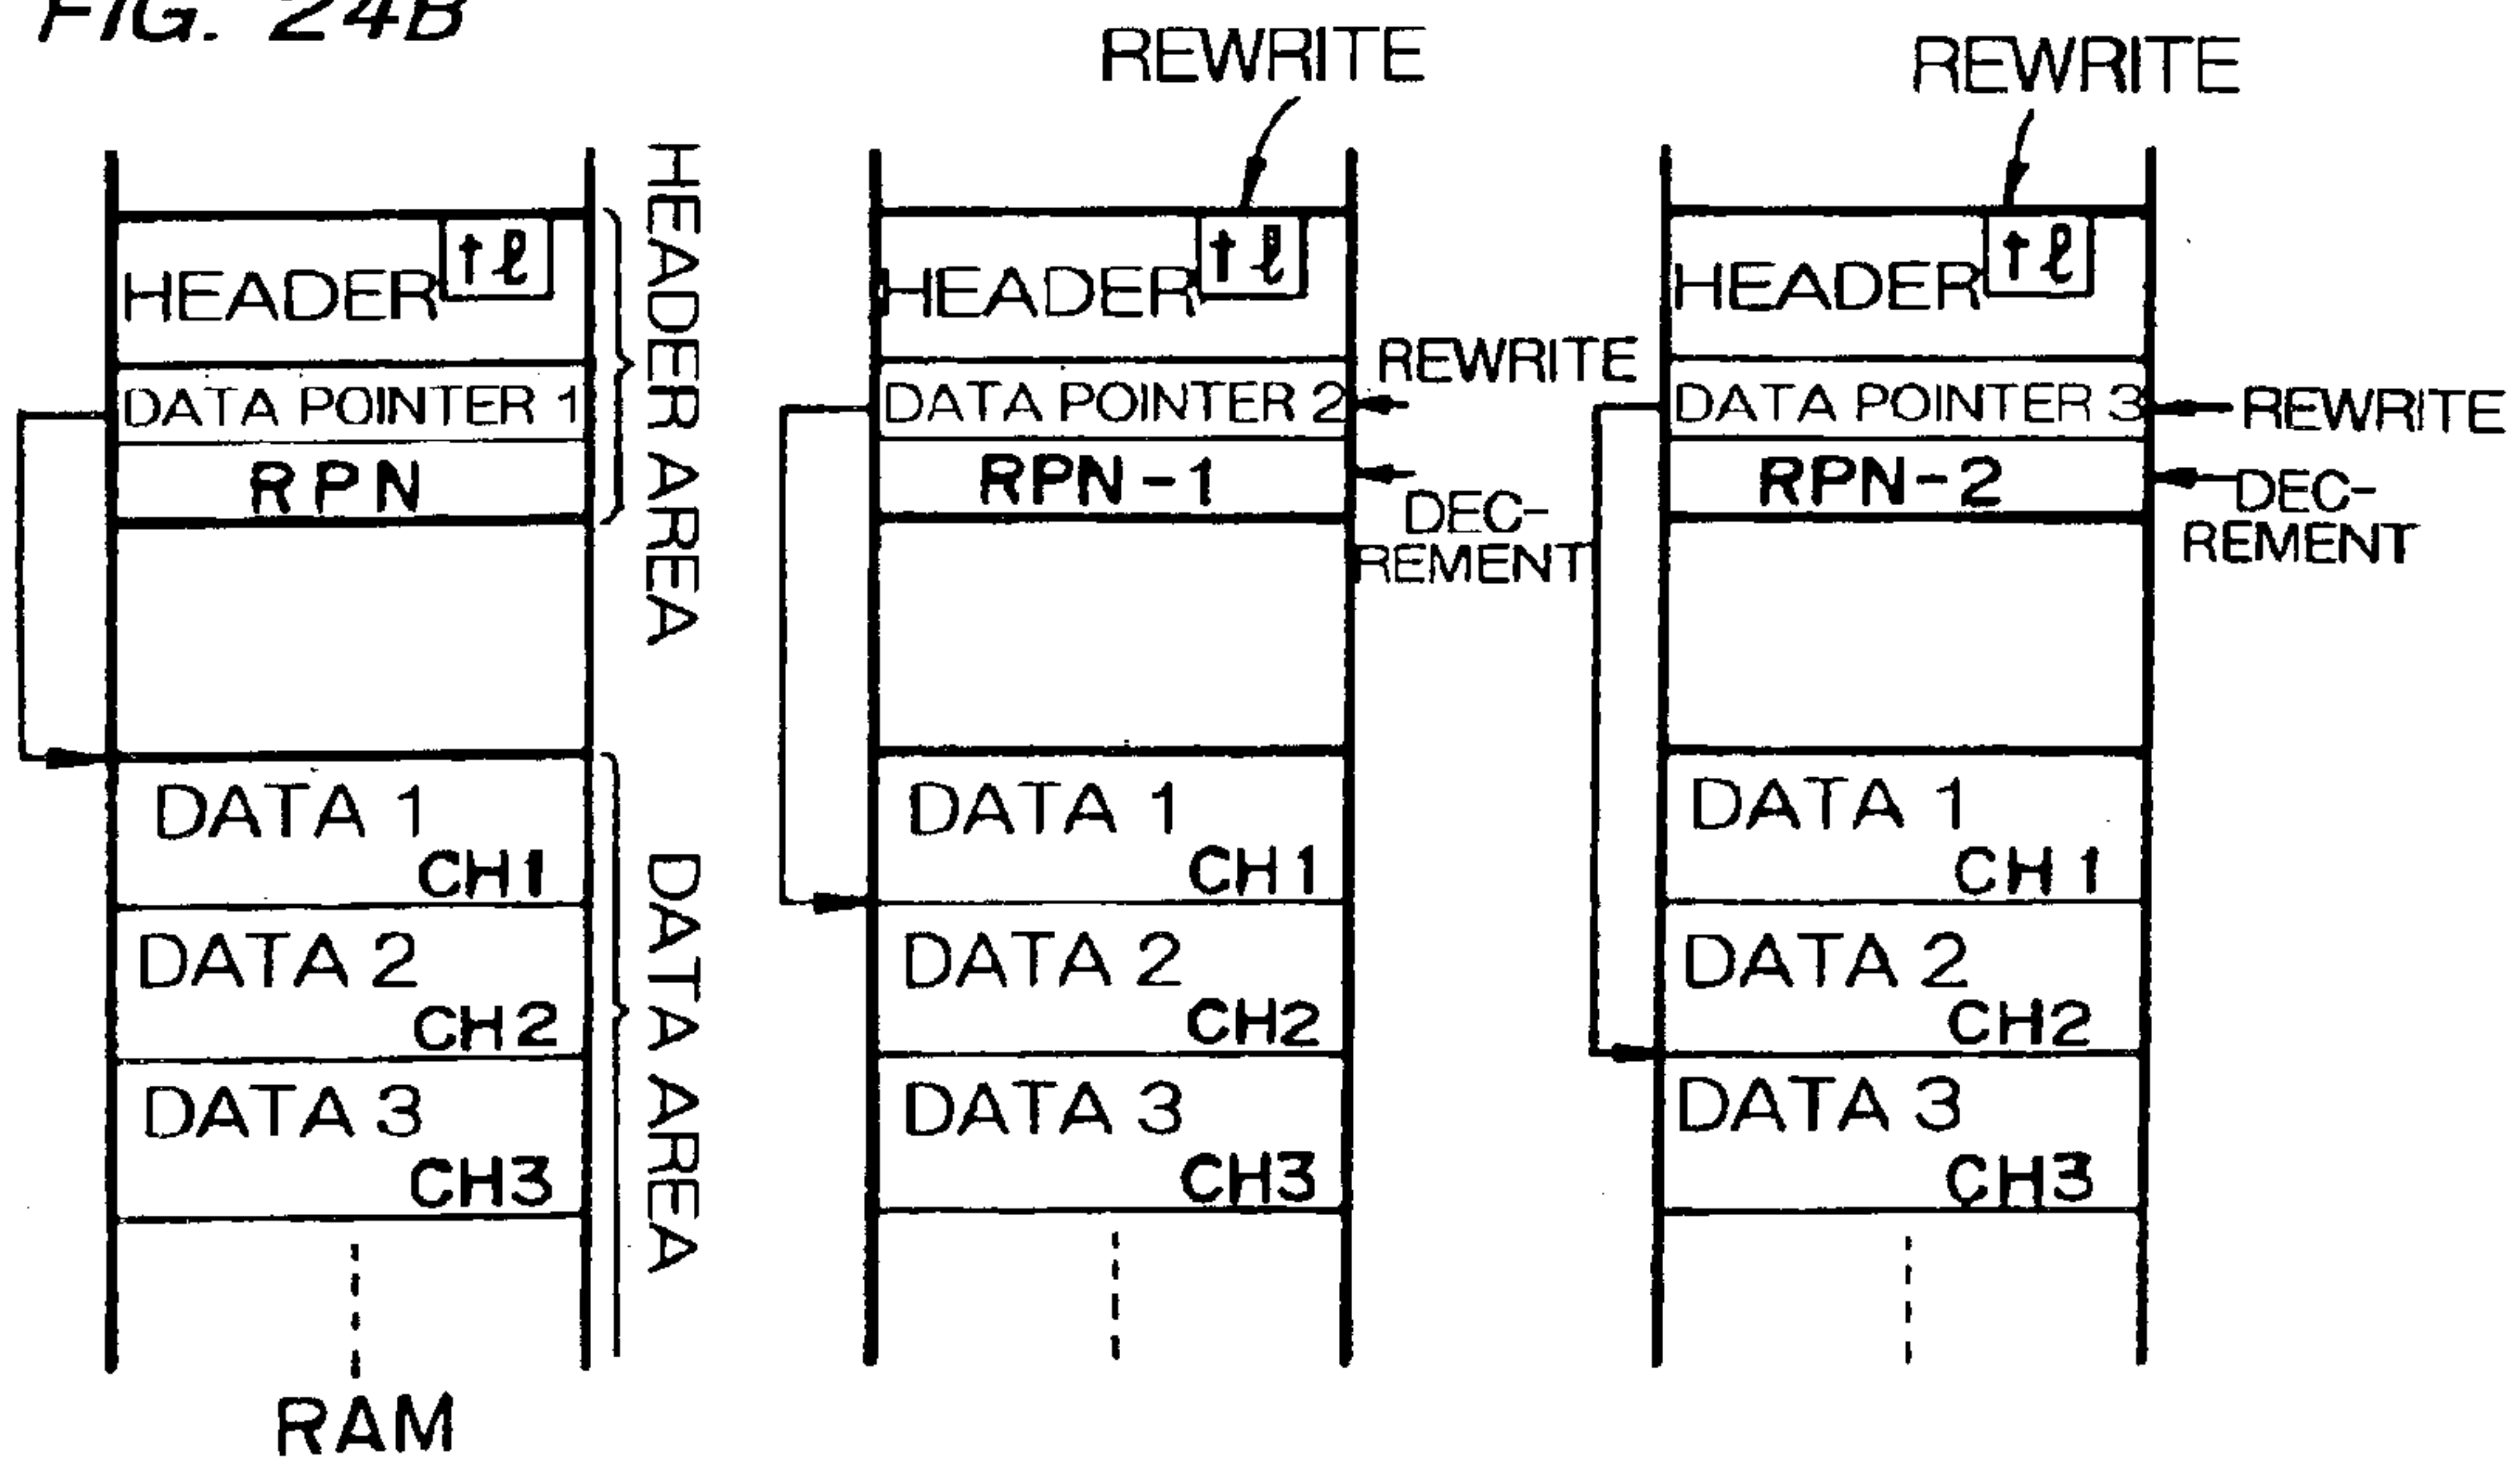 FIG. 24B
HEADER tℓ
DATA POINTER 1
RPN
HEADER AREA
DATA 1
CH1
DATA 2
CH2
DATA 3
CH3
DATA AREA
RAM
REWRITE
HEADER tℓ
DATA POINTER 2
REWRITE
RPN-1
DEC-
REMENT
DATA 1
CH1
DATA 2
CH2
DATA 3
CH3
REWRITE
HEADER tℓ
DATA POINTER 3
REWRITE
RPN-2
DEC-
REMENT
DATA 1
CH1
DATA 2
CH2
DATA 3
CH3